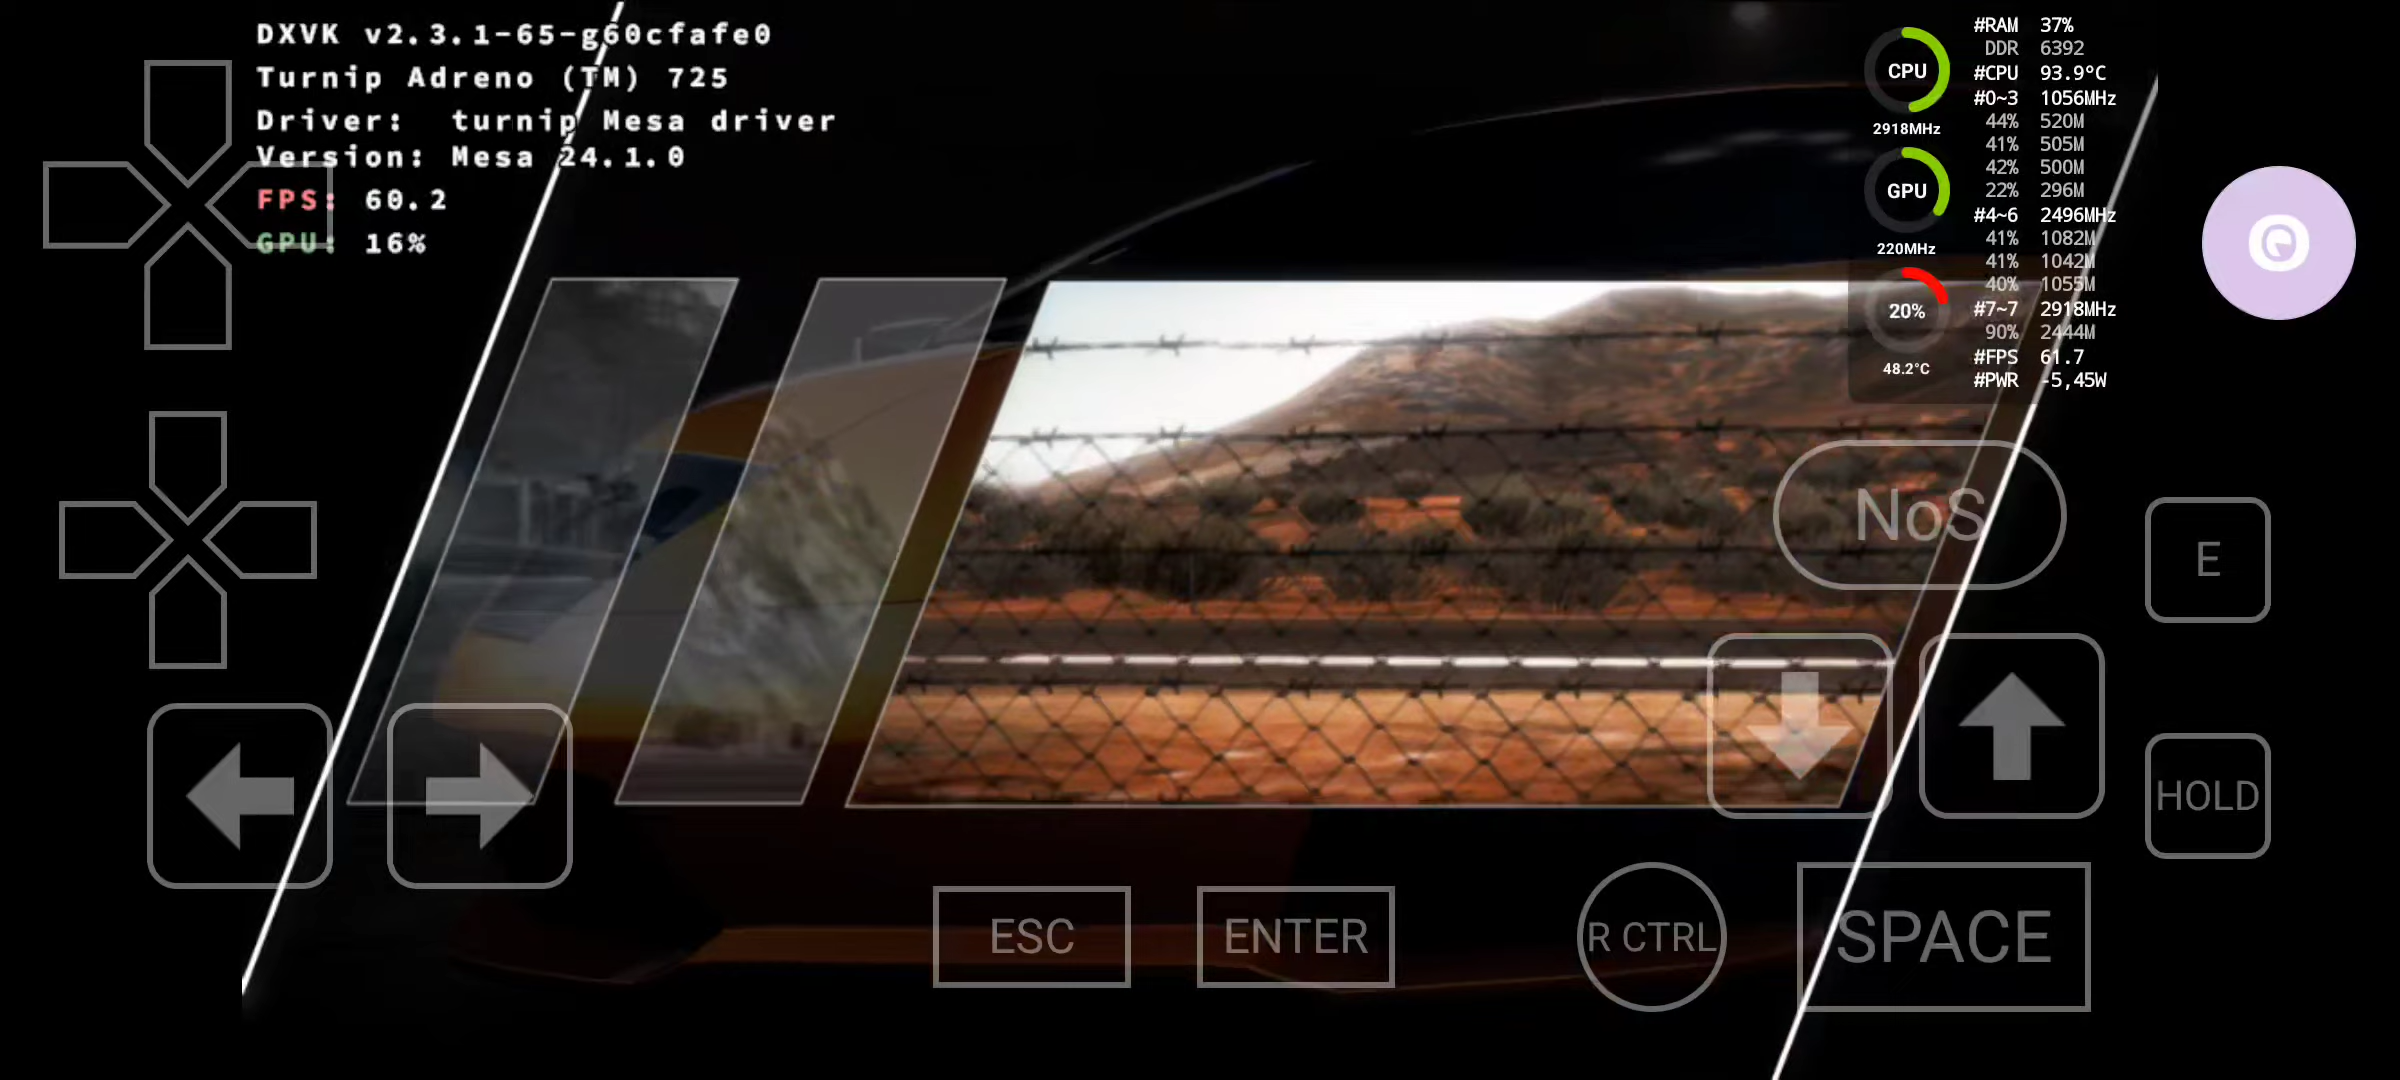 DXVK v2.3.1-65-g60cfafe0
Turnip Adreno (TM) 725
Driver: turnip Mesa driver
Version: Mesa 24.1.0
FPS: 60.2
GPU: 16%
CPU
2918MHz
GPU
220MHz
20%
48.2°C
#RAM 37%
DDR 6392
#CPU 93.9°C
#0~3 1056MHz
44% 520M
41% 505M
42% 500M
22% 296M
#4~6 2496MHz
41% 1082M
41% 1042M
40% 1055M
#7~7 2918MHz
90% 2444M
#FPS 61.7
#PWR -5,45W
NoS
E
HOLD
ESC
ENTER
R CTRL
SPACE